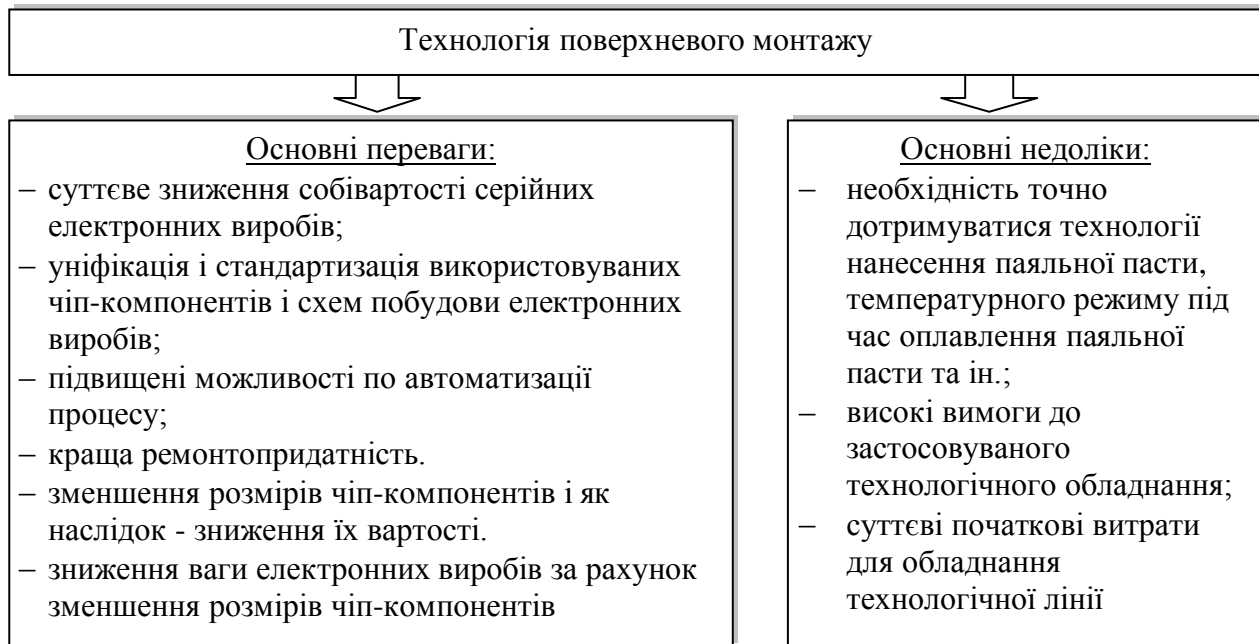 Технологія поверхневого монтажу
Основні переваги:
− суттєве зниження собівартості серійних
електронних виробів;
− уніфікація і стандартизація використовуваних
чіп-компонентів і схем побудови електронних
виробів;
− підвищені можливості по автоматизації
процесу;
− краща ремонтопридатність.
− зменшення розмірів чіп-компонентів і як
наслідок - зниження їх вартості.
− зниження ваги електронних виробів за рахунок
зменшення розмірів чіп-компонентів
Основні недоліки:
− необхідність точно
дотримуватися технології
нанесення паяльної пасти,
температурного режиму під
час оплавлення паяльної
пасти та ін.;
− високі вимоги до
застосовуваного
технологічного обладнання;
− суттєві початкові витрати
для обладнання
технологічної лінії